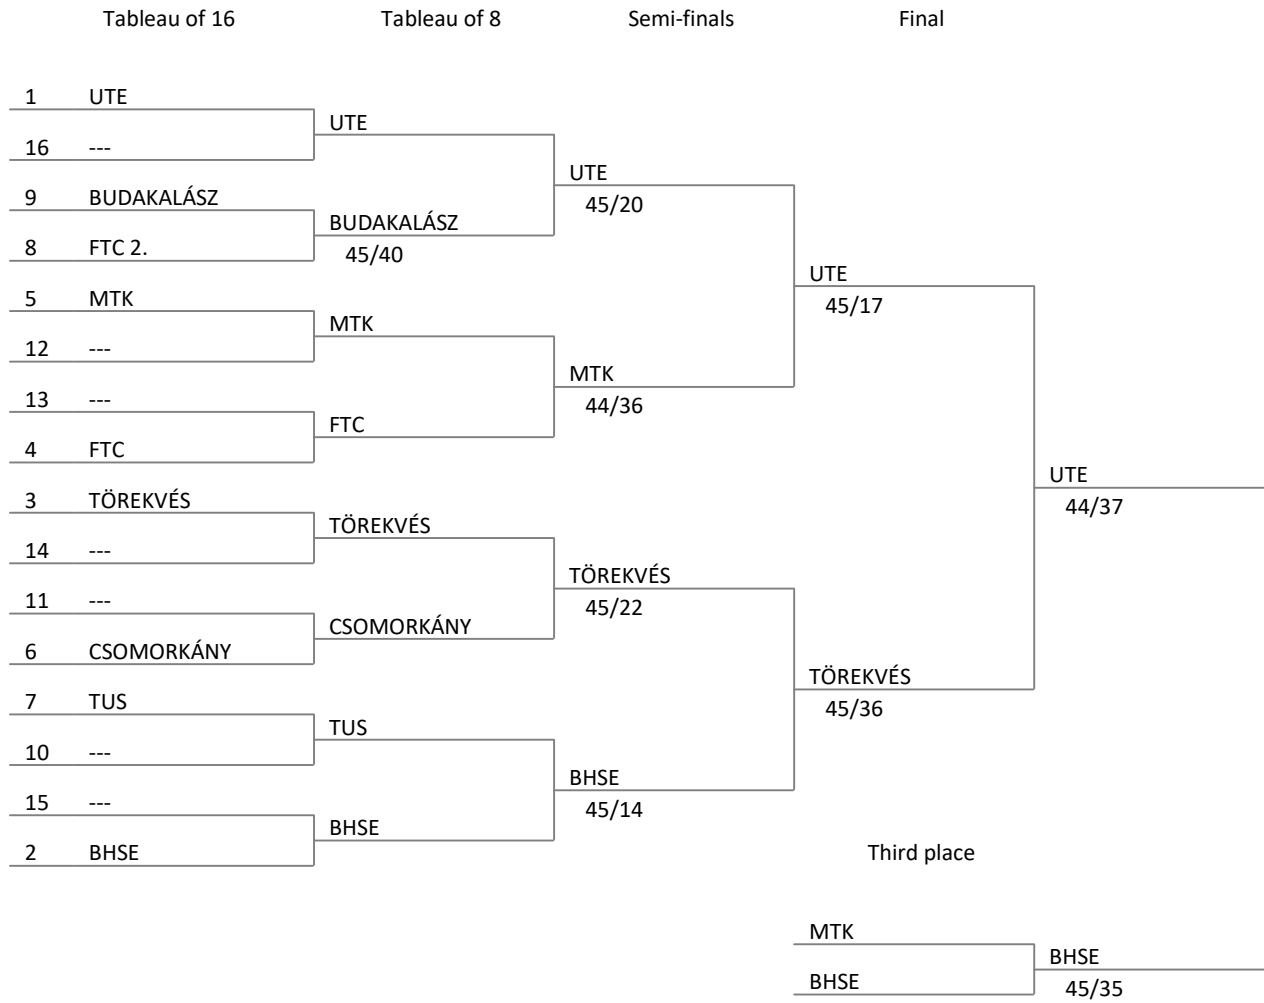 Tableau of 16 Tableau of 8 Semi-finals Final
1 UTE
UTE
16 ---
UTE
9 BUDAKALÁSZ
45/20
BUDAKALÁSZ
8 FTC 2.
45/40
UTE
5 MTK
45/17
MTK
12 ---
MTK
13 ---
44/36
FTC
4 FTC
UTE
3 TÖREKVÉS
44/37
TÖREKVÉS
14 ---
TÖREKVÉS
11 ---
45/22
CSOMORKÁNY
6 CSOMORKÁNY
TÖREKVÉS
7 TUS
45/36
TUS
10 ---
BHSE
15 ---
45/14
BHSE
2 BHSE
Third place
MTK
BHSE
BHSE
45/35